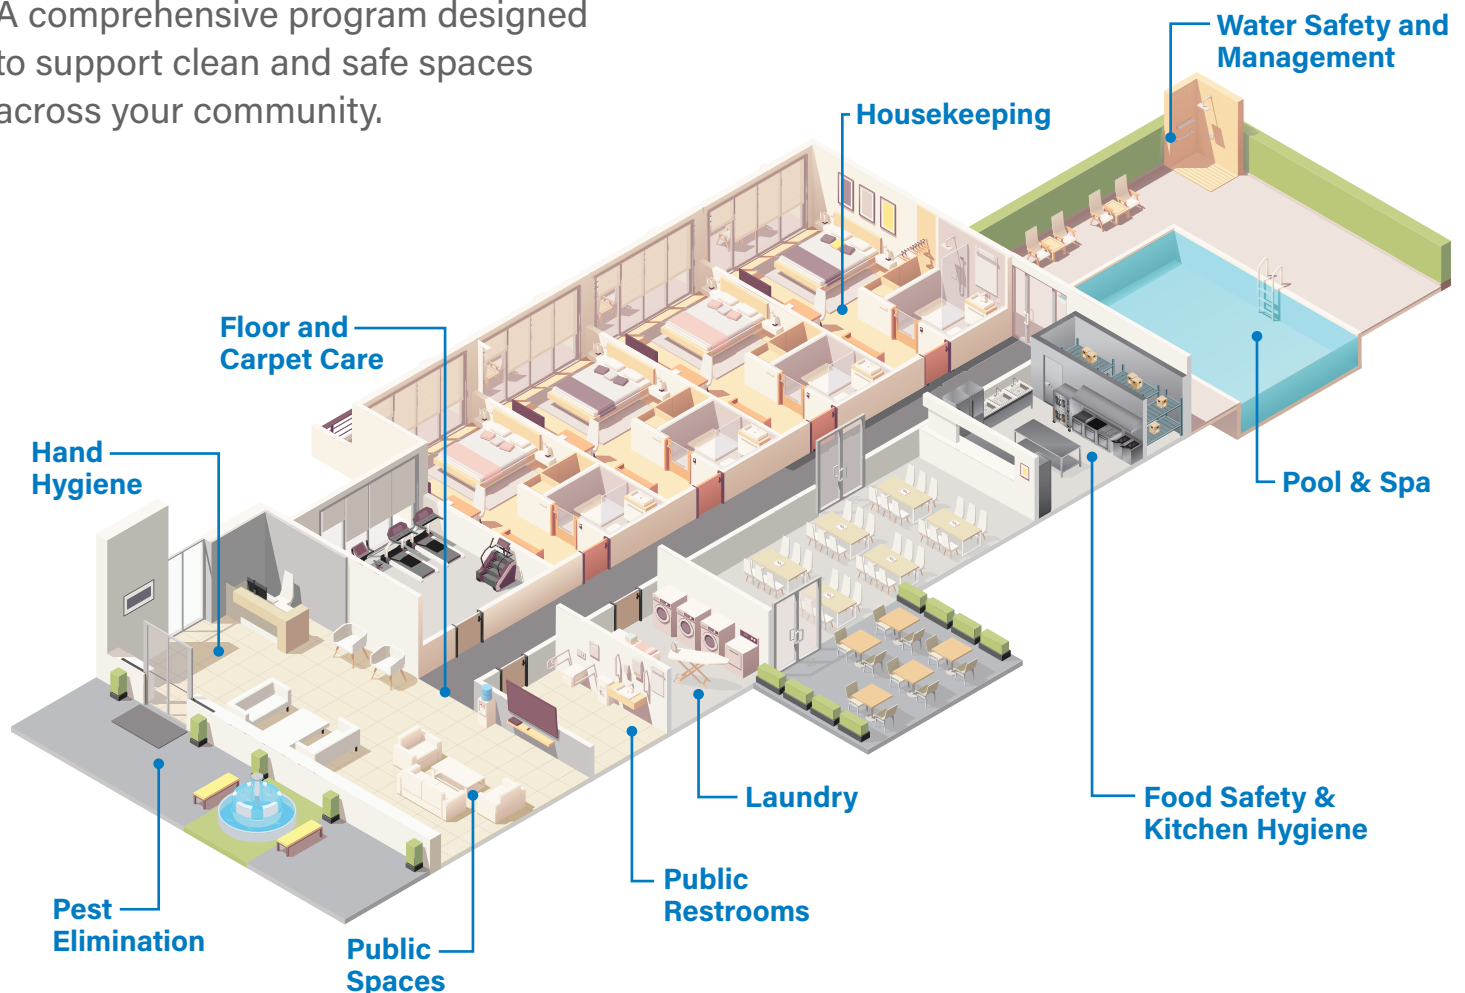 A comprehensive program designed
to support clean and safe spaces
across your community.
Water Safety and
Management
Housekeeping
Floor and
Carpet Care
Hand
Hygiene
Pool & Spa
Laundry
Food Safety &
Kitchen Hygiene
Public
Restrooms
Pest
Elimination
Public
Spaces